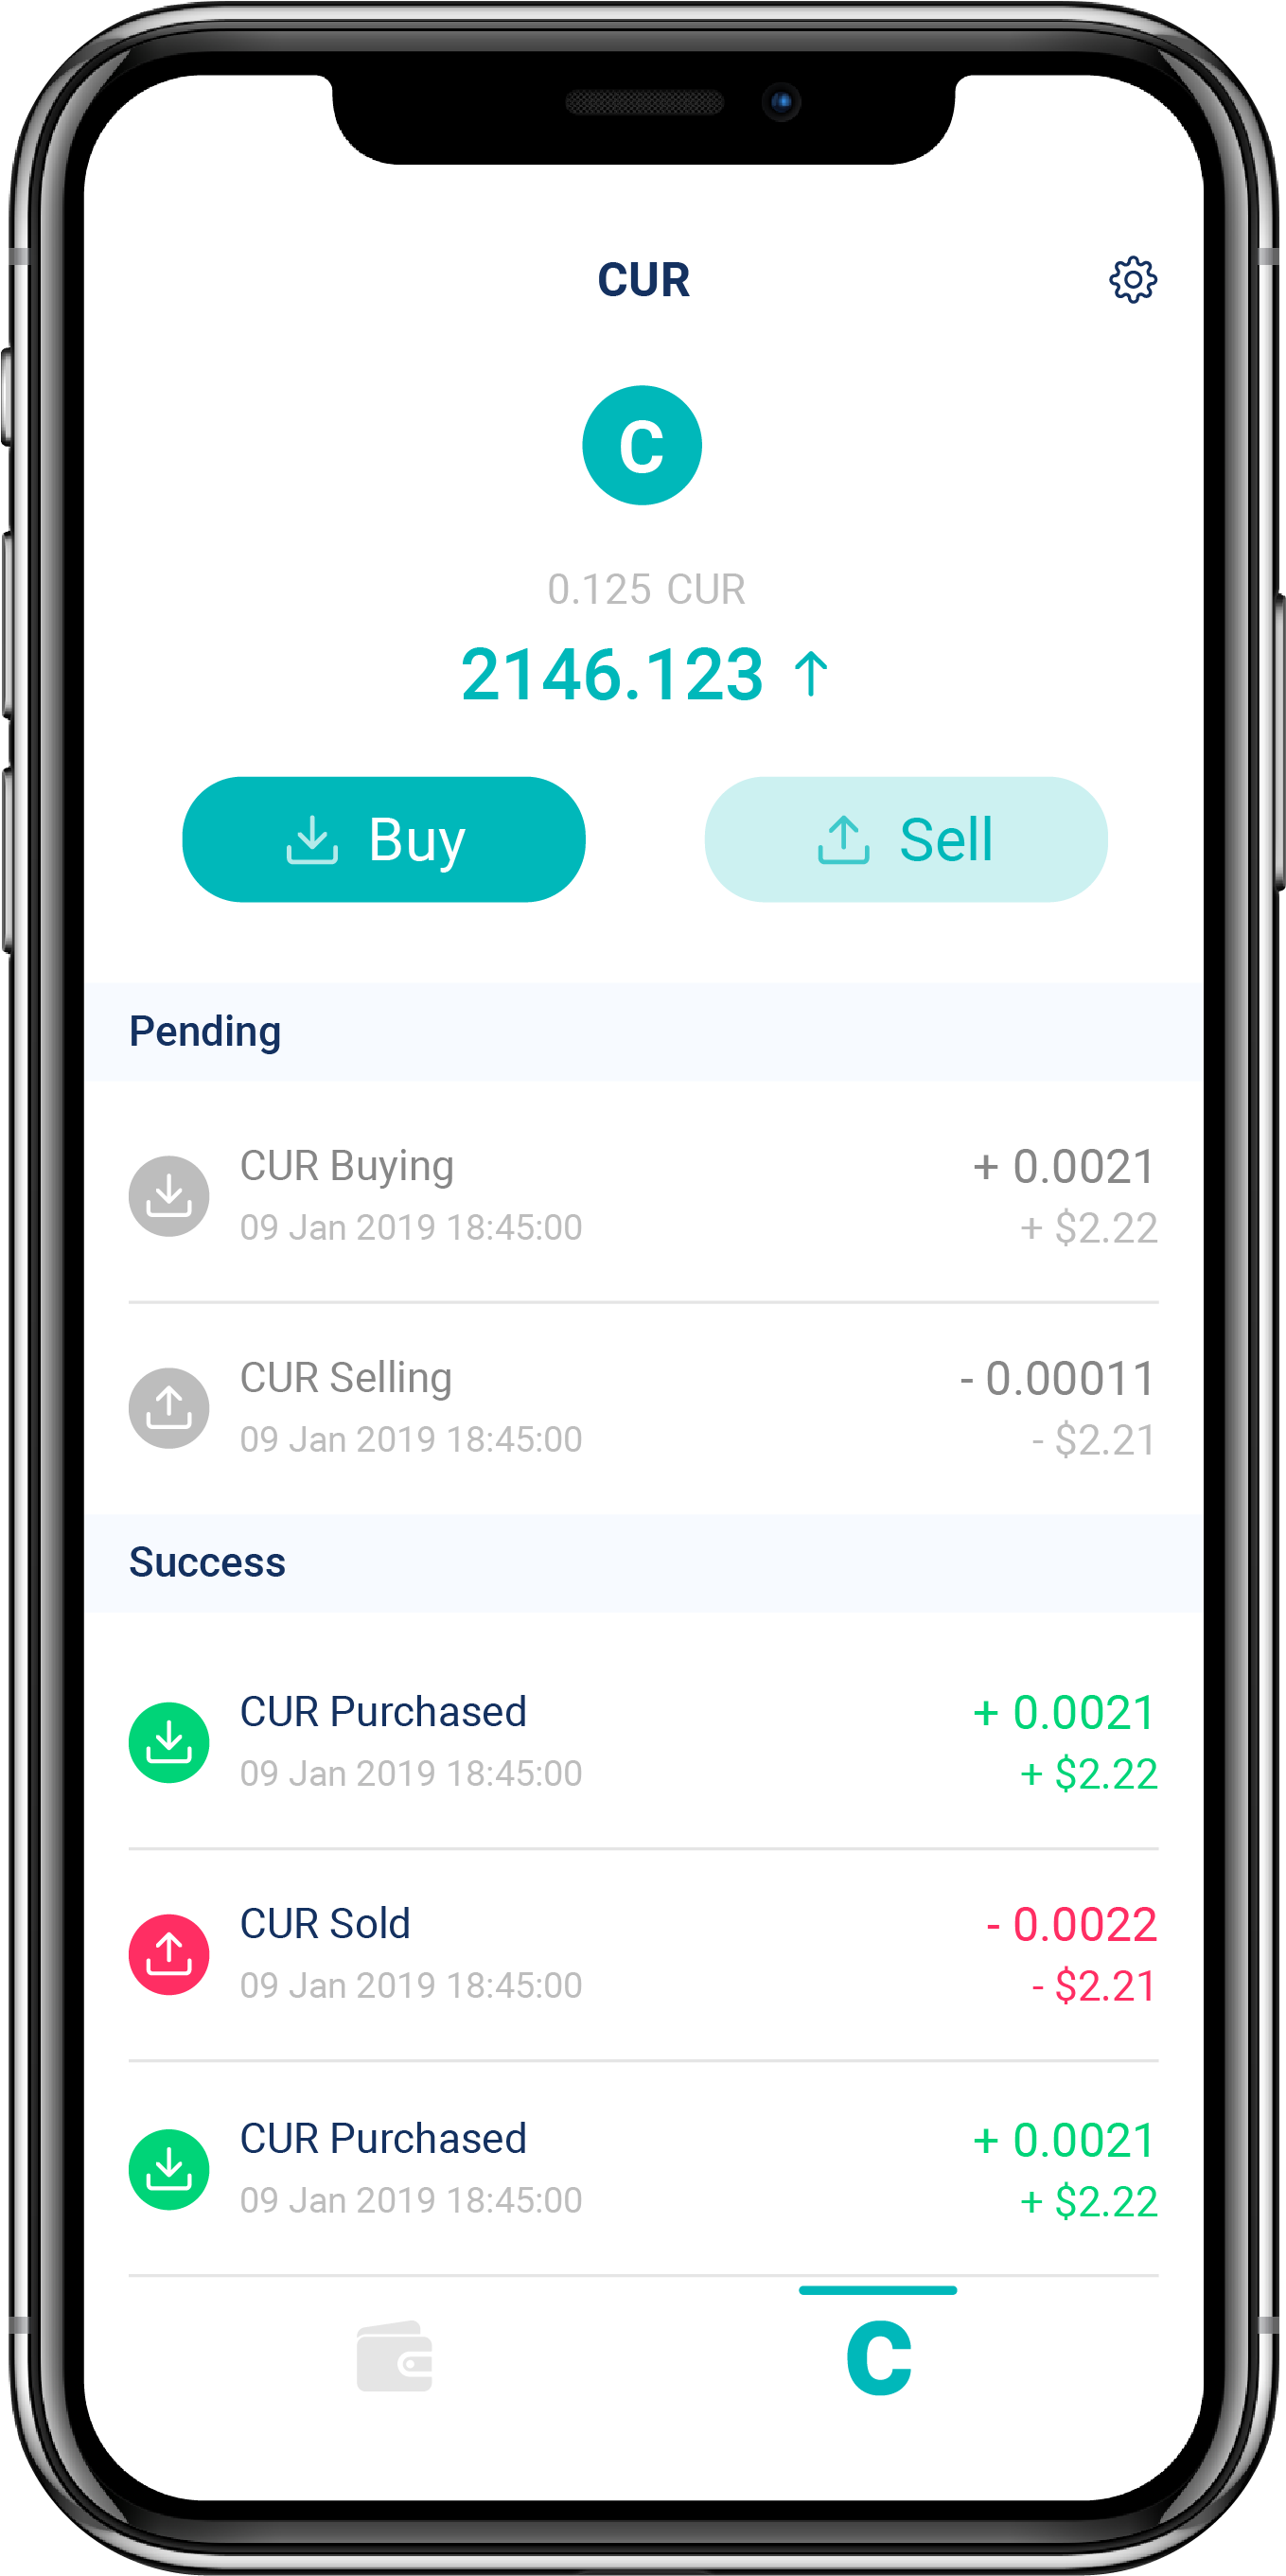 CUR
C
0.125 CUR
2146.123 ↑
Buy
Sell
Pending
CUR Buying
+ 0.0021
09 Jan 2019 18:45:00
+ $2.22
CUR Selling
- 0.00011
09 Jan 2019 18:45:00
- $2.21
Success
CUR Purchased
+ 0.0021
09 Jan 2019 18:45:00
+ $2.22
CUR Sold
- 0.0022
09 Jan 2019 18:45:00
- $2.21
CUR Purchased
+ 0.0021
09 Jan 2019 18:45:00
+ $2.22
C